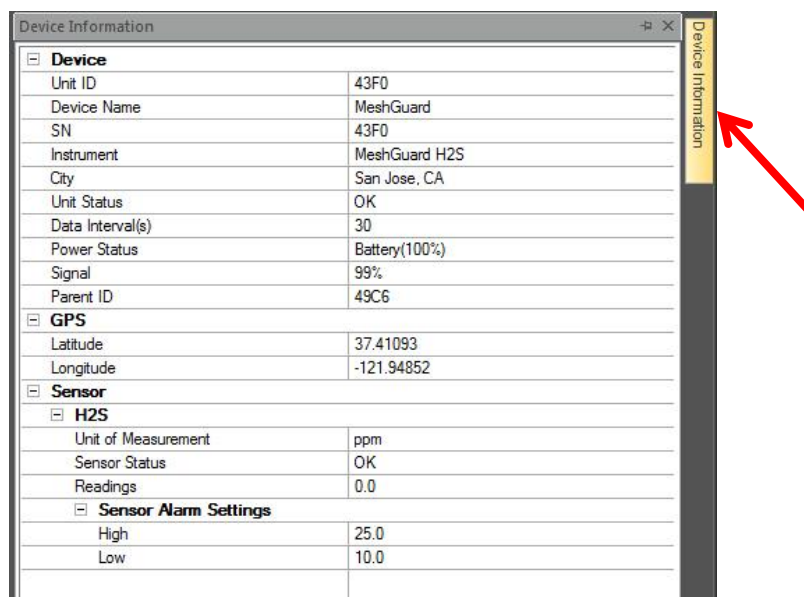 Device Information
Device Information
Device
Unit ID 43F0
Device Name MeshGuard
SN 43F0
Instrument MeshGuard H2S
City San Jose, CA
Unit Status OK
Data Interval(s) 30
Power Status Battery(100%)
Signal 99%
Parent ID 49C6
GPS
Latitude 37.41093
Longitude -121.94852
Sensor
H2S
Unit of Measurement ppm
Sensor Status OK
Readings 0.0
Sensor Alarm Settings
High 25.0
Low 10.0